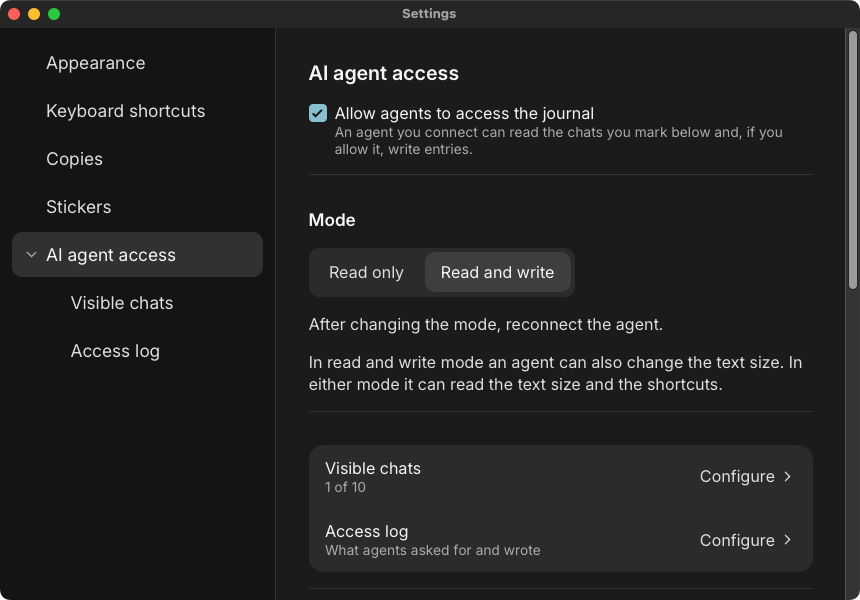 Settings
Appearance
Keyboard shortcuts
Copies
Stickers
AI agent access
Visible chats
Access log
AI agent access
Allow agents to access the journal
An agent you connect can read the chats you mark below and, if you
allow it, write entries.
Mode
Read only
Read and write
After changing the mode, reconnect the agent.
In read and write mode an agent can also change the text size. In
either mode it can read the text size and the shortcuts.
Visible chats
1 of 10
Configure
Access log
What agents asked for and wrote
Configure